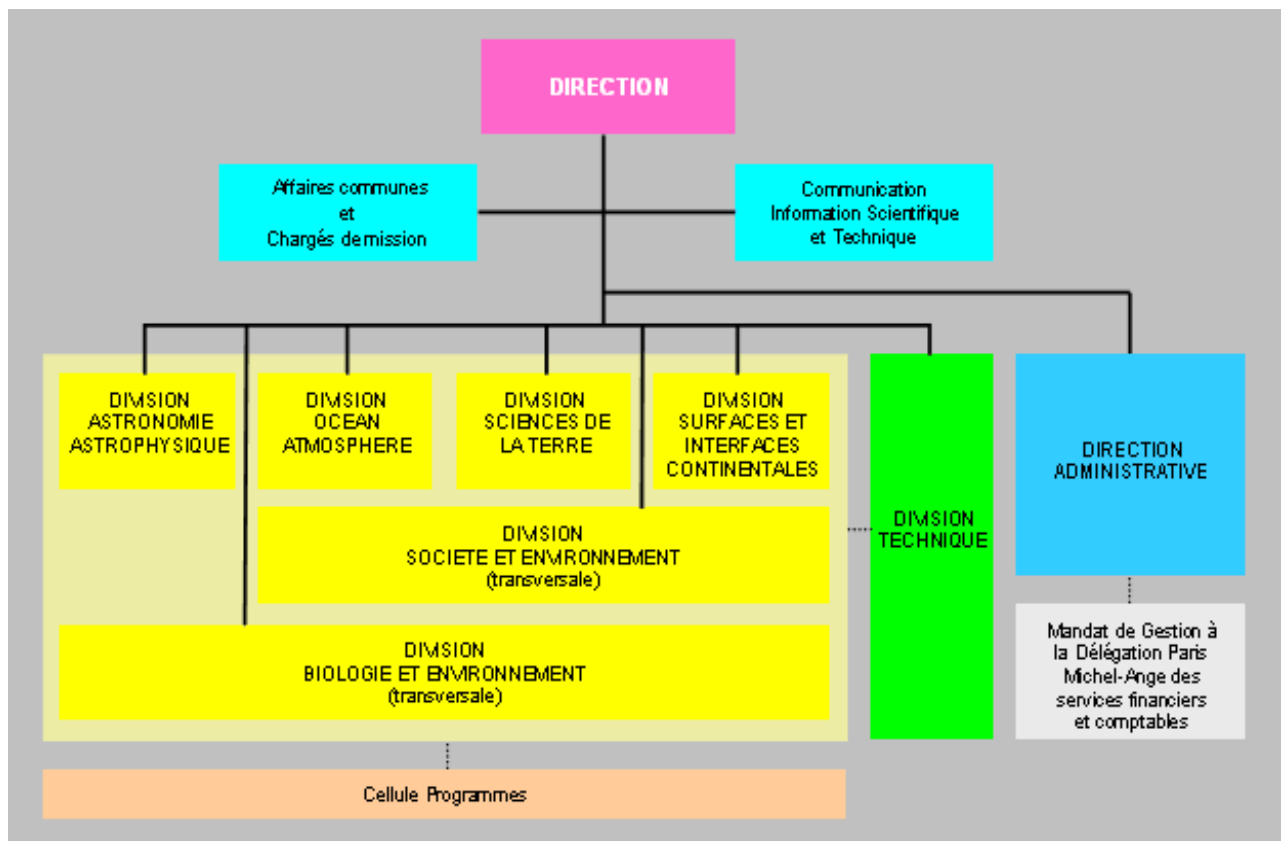 DIRECTION
Affaires communes
et
Chargés de mission
Communication
Information Scientifique
et Technique
DIVISION
ASTRONOMIE
ASTROPHYSIQUE
DIVISION
OCEAN
ATMOSPHERE
DIVISION
SCIENCES DE
LA TERRE
DIVISION
SURFACES ET
INTERFACES
CONTINENTALES
DIVISION
TECHNIQUE
DIRECTION
ADMINISTRATIVE
DIVISION
SOCIETE ET ENVIRONNEMENT
(transversale)
DIVISION
BIOLOGIE ET ENVIRONNEMENT
(transversale)
Mandat de Gestion à
la Délégation Paris
Michel-Ange des
services financiers
et comptables
Cellule Programmes